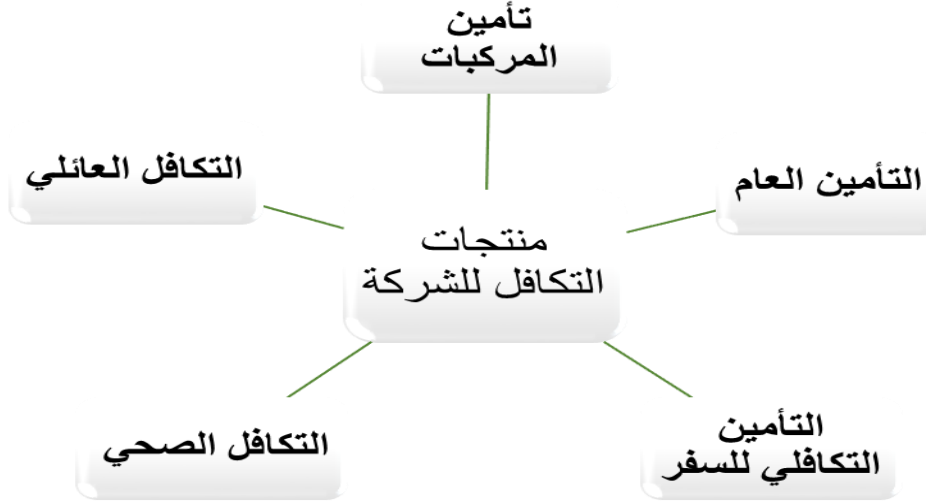 تأمين
المركبات
التكافل العائلي
التأمين العام
منتجات
التكافل للشركة
التكافل الصحي
التأمين
التكافلي للسفر